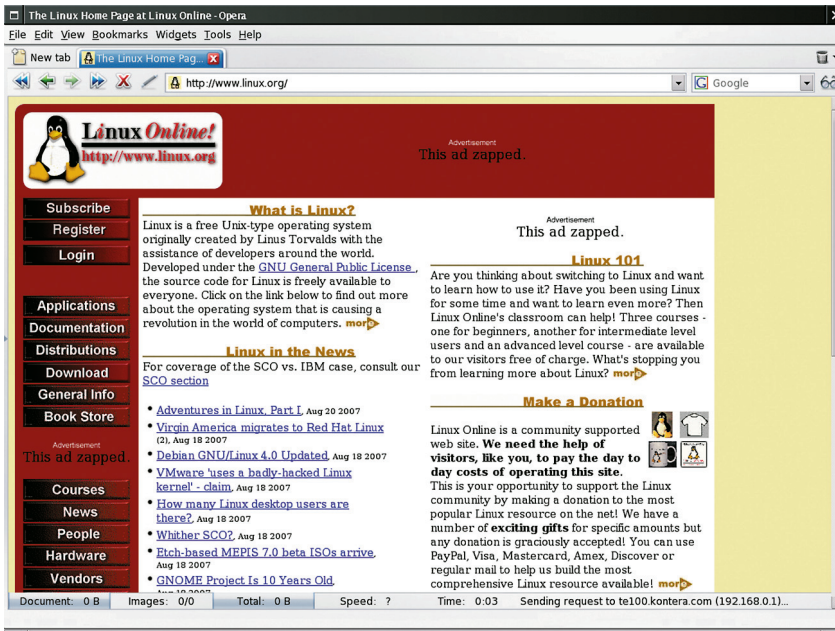 The Linux Home Page at Linux Online - Opera
File Edit View Bookmarks Widgets Tools Help
New tab
The Linux Home Pag...
http://www.linux.org/
Google
Linux Online!
http://www.linux.org
Advertisement
This ad zapped.
Subscribe
Register
Login
Applications
Documentation
Distributions
Download
General Info
Book Store
Advertisement
This ad zapped.
Courses
News
People
Hardware
Vendors
What is Linux?
Linux is a free Unix-type operating system
originally created by Linus Torvalds with the
assistance of developers around the world.
Developed under the GNU General Public License ,
the source code for Linux is freely available to
everyone. Click on the link below to find out more
about the operating system that is causing a
revolution in the world of computers. more
Linux in the News
For coverage of the SCO vs. IBM case, consult our
SCO section
• Adventures in Linux, Part I, Aug 20 2007
• Virgin America migrates to Red Hat Linux
(2), Aug 18 2007
• Debian GNU/Linux 4.0 Updated, Aug 18 2007
• VMware 'uses a badly-hacked Linux
kernel' - claim, Aug 18 2007
• How many Linux desktop users are
there?, Aug 18 2007
• Whither SCO?, Aug 18 2007
• Etch-based MEPIS 7.0 beta ISOs arrive,
Aug 18 2007
• GNOME Project Is 10 Years Old,
Aug 18 2007
Advertisement
This ad zapped.
Linux 101
Are you thinking about switching to Linux and want
to learn how to use it? Have you been using Linux
for some time and want to learn even more? Then
Linux Online's classroom can help! Three courses -
one for beginners, another for intermediate level
users and an advanced level course - are available
to our visitors free of charge. What's stopping you
from learning more about Linux? more
Make a Donation
Linux Online is a community supported
web site. We need the help of
visitors, like you, to pay the day to
day costs of operating this site.
This is your opportunity to support the Linux
community by making a donation to the most
popular Linux resource on the net! We have a
number of exciting gifts for specific amounts but
any donation is graciously accepted! You can use
PayPal, Visa, Mastercard, Amex, Discover or
regular mail to help us build the most
comprehensive Linux resource available! more
Document: 0 B Images: 0/0 Total: 0 B Speed: ? Time: 0:03 Sending request to te100.kontera.com (192.168.0.1)...